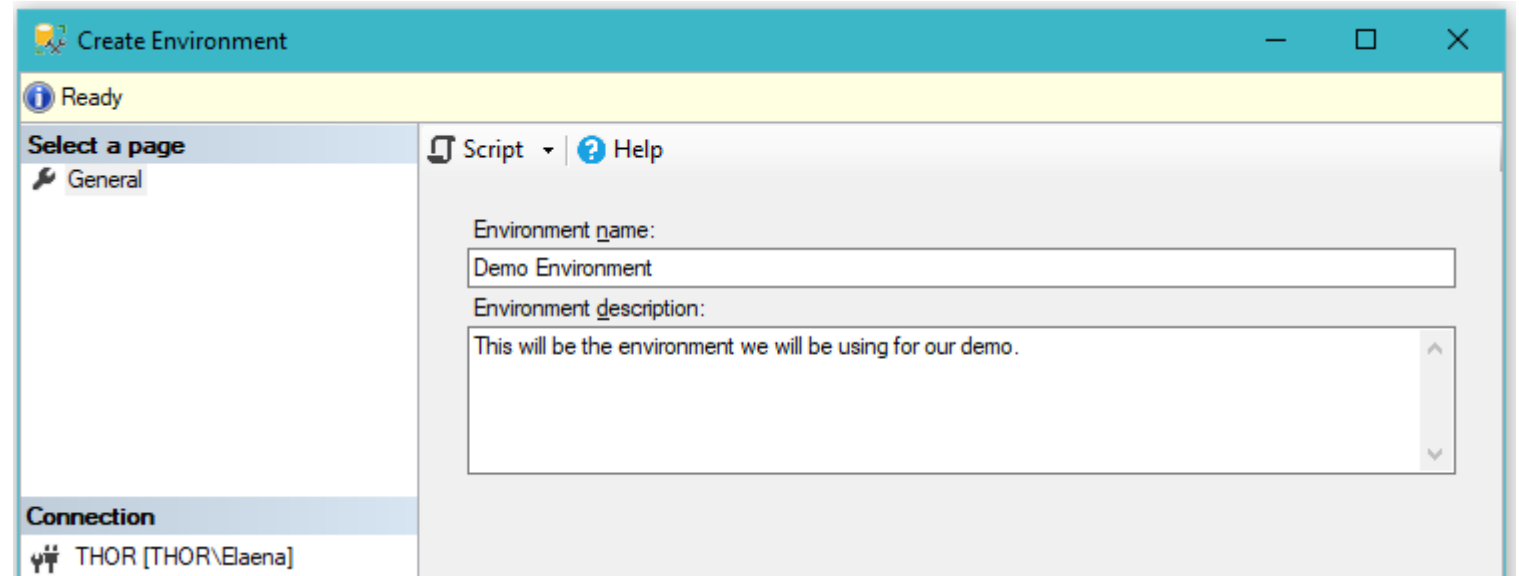 Create Environment
Ready
Select a page
General
Script
Help
Environment name:
Demo Environment
Environment description:
This will be the environment we will be using for our demo.
Connection
THOR [THOR\Elaena]